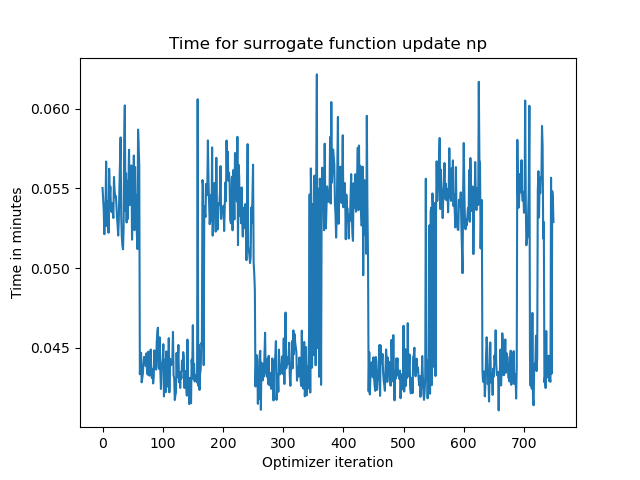 Time for surrogate function update np
0.060
0.055
0.050
0.045
Time in minutes
0 100 200 300 400 500 600 700
Optimizer iteration